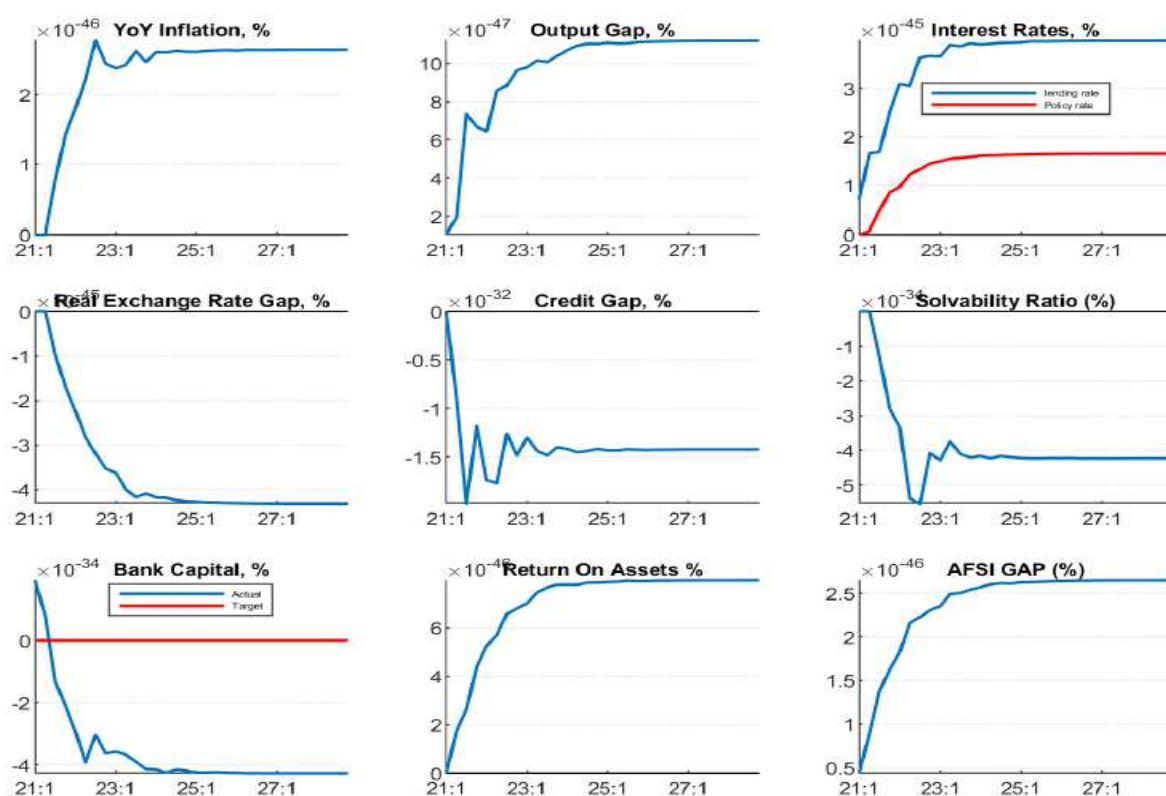 ×10⁻⁴⁶ YoY Inflation, %
2
1
0
21:1 23:1 25:1 27:1
×10⁻⁴⁷ Output Gap, %
10
8
6
4
2
21:1 23:1 25:1 27:1
×10⁻⁴⁵ Interest Rates, %
lending rate
Policy rate
3
2
1
0
21:1 23:1 25:1 27:1
×10⁻⁴⁵ Real Exchange Rate Gap, %
0
-1
-2
-3
-4
21:1 23:1 25:1 27:1
×10⁻³² Credit Gap, %
0
-0.5
-1
-1.5
21:1 23:1 25:1 27:1
×10⁻³⁴ Solvability Ratio (%)
-1
-2
-3
-4
-5
21:1 23:1 25:1 27:1
×10⁻³⁴ Bank Capital, %
Actual
Target
0
-2
-4
21:1 23:1 25:1 27:1
×10⁻⁴⁶ Return On Assets %
6
4
2
0
21:1 23:1 25:1 27:1
×10⁻⁴⁶ AFSI GAP (%)
2.5
2
1.5
1
0.5
21:1 23:1 25:1 27:1